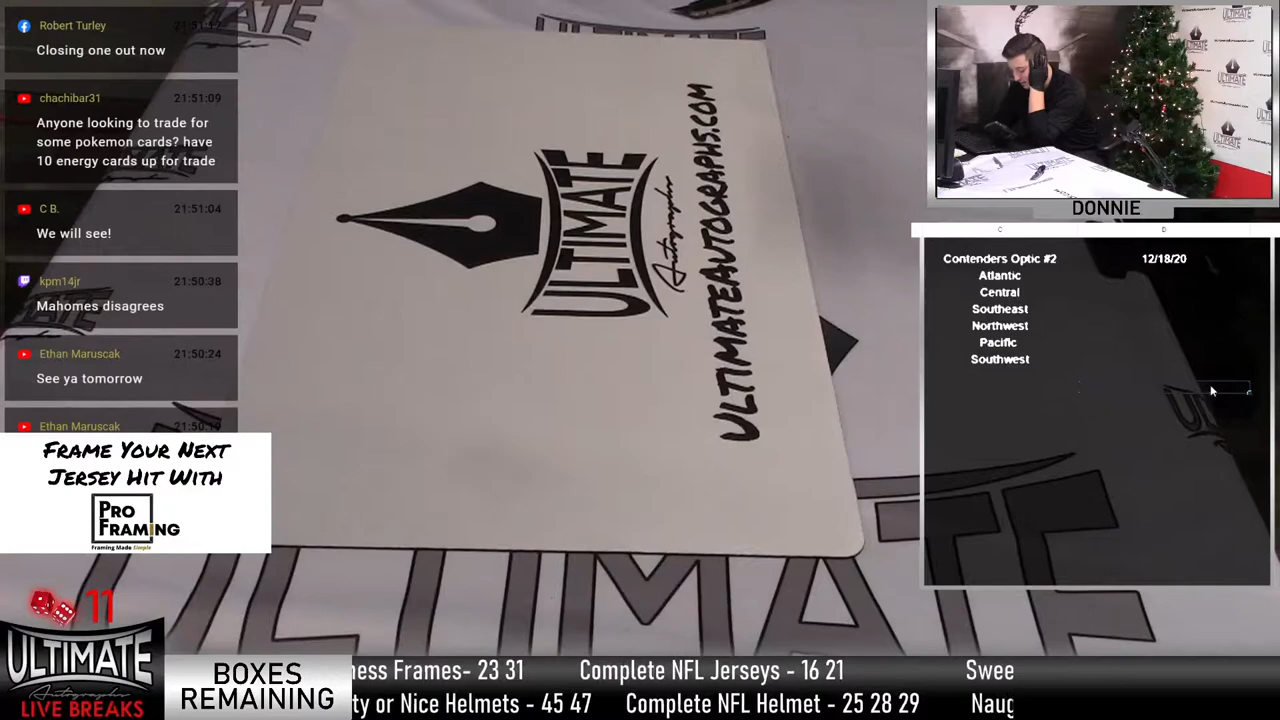 Robert Turley 21:51:12
Closing one out now
chachibar31 21:51:09
Anyone looking to trade for
some pokemon cards? have
10 energy cards up for trade
C B. 21:51:04
We will see!
kpm14jr 21:50:38
Mahomes disagrees
Ethan Maruscak 21:50:24
See ya tomorrow
Ethan Maruscak
FRAME YOUR NEXT
JERSEY HIT WITH
PRO
FRAMING
Framing Made Simple
11
ULTIMATE
Autographs
LIVE BREAKS
BOXES
REMAINING
ness Frames- 23 31 Complete NFL Jerseys - 16 21 Swee
ty or Nice Helmets - 45 47 Complete NFL Helmet - 25 28 29 Naug
ULTIMATE
Autographs
ULTIMATEAUTOGRAPHS.COM
ULTIMATE
ULTIMATE
DONNIE
C D
Contenders Optic #2 12/18/20
Atlantic
Central
Southeast
Northwest
Pacific
Southwest